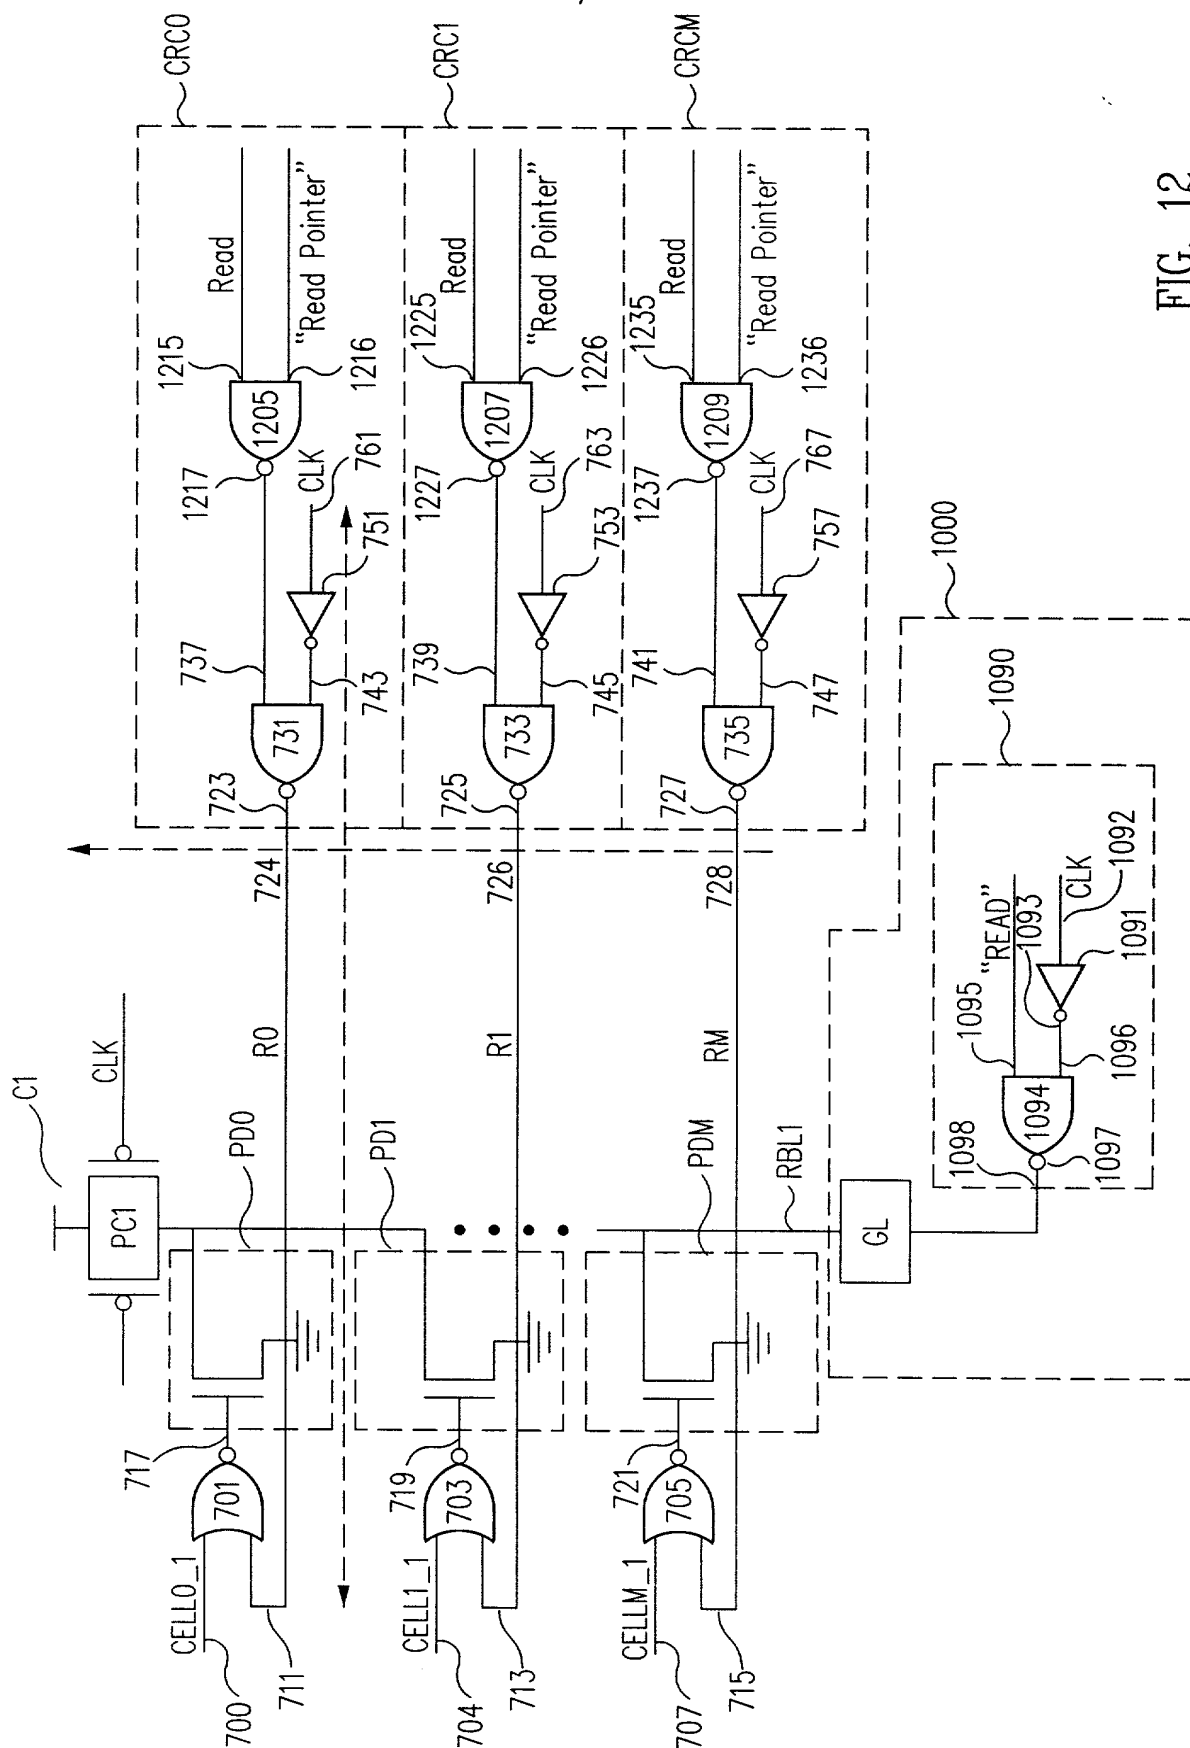 CRC0
CRC1
CRCM
Read
"Read Pointer"
1215
1216
1205
1217
CLK
761
751
737
743
731
723
724
Read
"Read Pointer"
1225
1226
1207
1227
CLK
763
753
739
745
733
725
726
Read
"Read Pointer"
1235
1236
1209
1237
CLK
767
757
741
747
735
727
728
C1
CLK
PC1
R0
R1
RM
PD0
PD1
PDM
RBL1
GL
717
701
CELL0_1
700
711
719
703
CELL1_1
704
713
721
705
CELLM_1
707
715
1000
1090
"READ"
1095
1093
CLK
1092
1091
1096
1094
1098
1097
FIG. 12